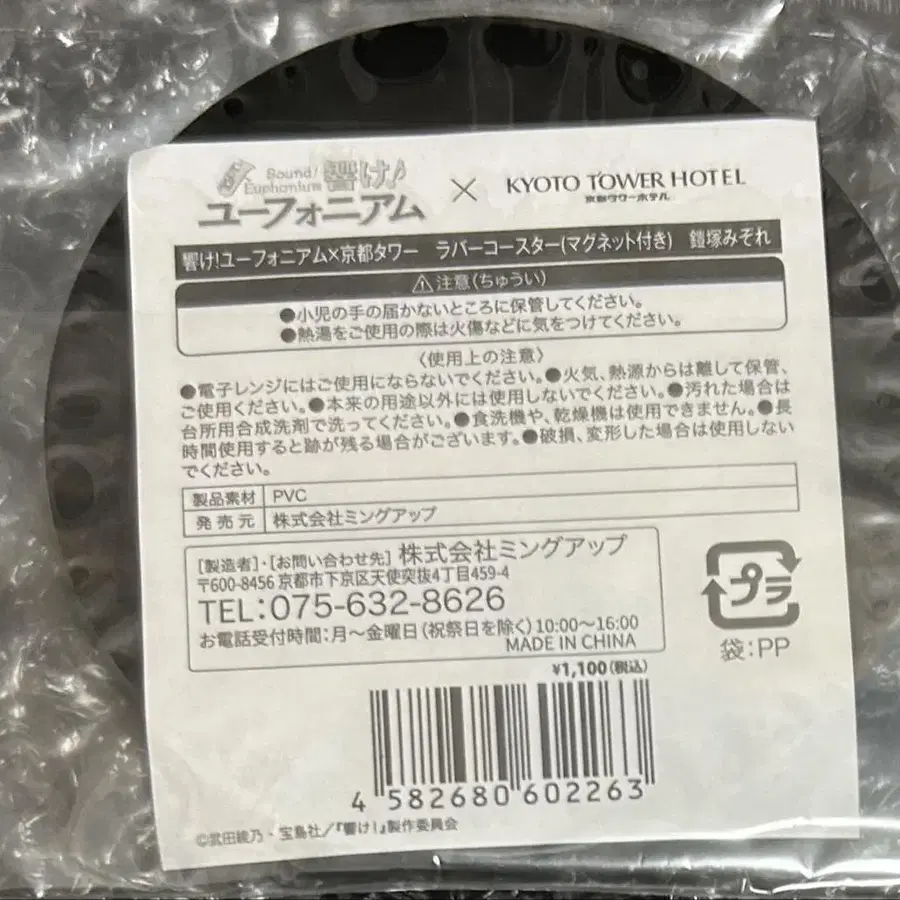 Sound! Euphonium 響け♪
ユーフォニアム × KYOTO TOWER HOTEL
京都タワーホテル
響け!ユーフォニアム×京都タワー ラバーコースター(マグネット付き) 鎧塚みぞれ
⚠注意(ちゅうい)
●小児の手の届かないところに保管してください。
●熱湯をご使用の際は火傷などに気をつけてください。
〈使用上の注意〉
●電子レンジにはご使用にならないでください。●火気、熱源からは離して保管、
ご使用ください。●本来の用途以外には使用しないでください。●汚れた場合は
台所用合成洗剤で洗ってください。●食洗機や、乾燥機は使用できません。●長
時間使用すると跡が残る場合がございます。●破損、変形した場合は使用しない
でください。
製品素材 PVC
発売元 株式会社ミングアップ
[製造者]・[お問い合わせ先] 株式会社ミングアップ
〒600-8456 京都市下京区天使突抜4丁目459-4
TEL:075-632-8626
お電話受付時間:月〜金曜日(祝祭日を除く)10:00〜16:00
MADE IN CHINA
プラ
袋:PP
¥1,100(税込)
4 582680 602263
©武田綾乃・宝島社/『響け!』製作委員会